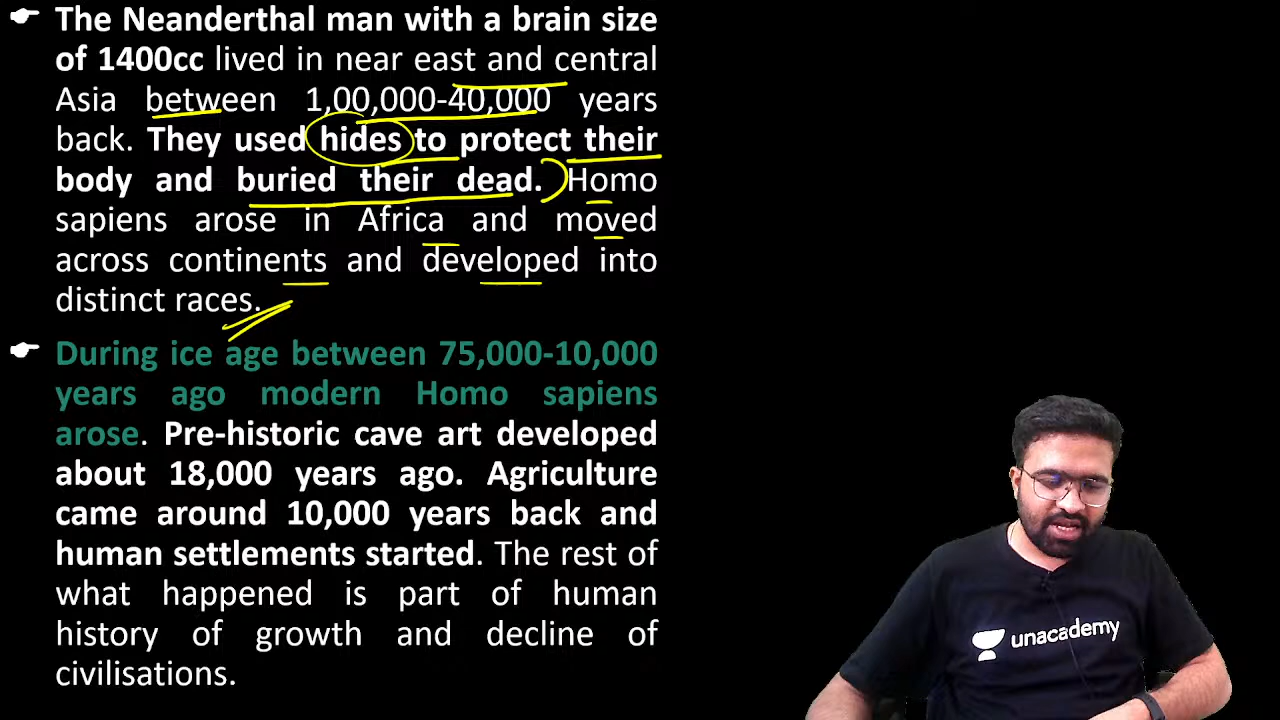 The Neanderthal man with a brain size
of 1400cc lived in near east and central
Asia between 1,00,000-40,000 years
back. They used hides to protect their
body and buried their dead. Homo
sapiens arose in Africa and moved
across continents and developed into
distinct races.
During ice age between 75,000-10,000
years ago modern Homo sapiens
arose. Pre-historic cave art developed
about 18,000 years ago. Agriculture
came around 10,000 years back and
human settlements started. The rest of
what happened is part of human
history of growth and decline of
civilisations.
unacademy